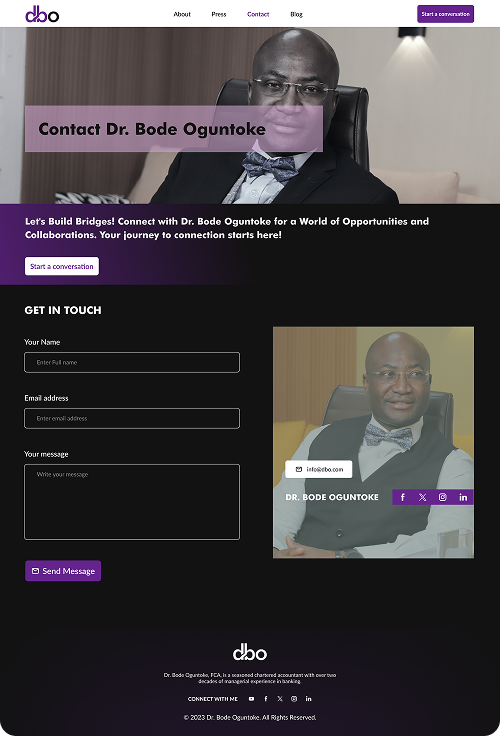 dbo
About Press Contact Blog
Start a conversation
Contact Dr. Bode Oguntoke
Let's Build Bridges! Connect with Dr. Bode Oguntoke for a World of Opportunities and
Collaborations. Your journey to connection starts here!
Start a conversation
GET IN TOUCH
Your Name
Enter Full name
Email address
Enter email address
Your message
Write your message
Send Message
info@dbo.com
DR. BODE OGUNTOKE
dbo
Dr. Bode Oguntoke, FCA, is a seasoned chartered accountant with over two
decades of managerial experience in banking.
CONNECT WITH ME
© 2023 Dr. Bode Oguntoke. All Rights Reserved.